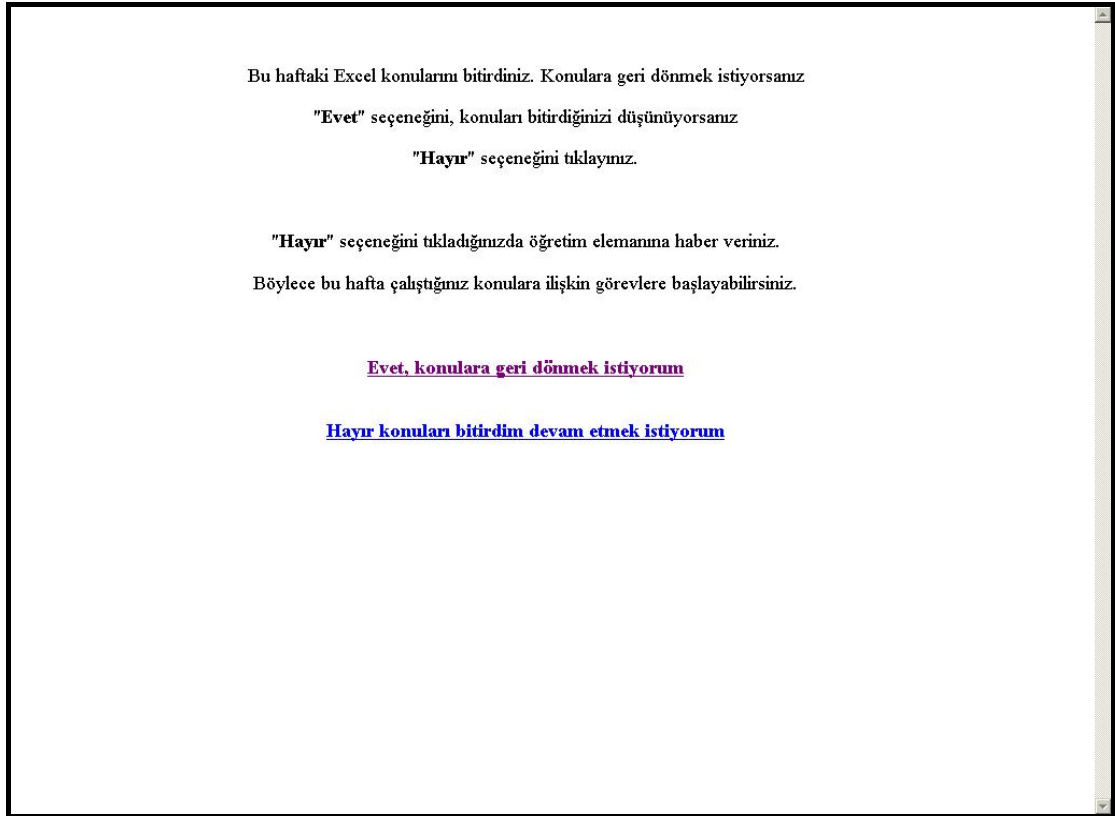 Bu haftaki Excel konularını bitirdiniz. Konulara geri dönmek istiyorsanız
"Evet" seçeneğini, konuları bitirdiğinizi düşünüyorsanız
"Hayır" seçeneğini tıklayınız.
"Hayır" seçeneğini tıkladığınızda öğretim elemanına haber veriniz.
Böylece bu hafta çalıştığınız konulara ilişkin görevlere başlayabilirsiniz.
Evet, konulara geri dönmek istiyorum
Hayır konuları bitirdim devam etmek istiyorum